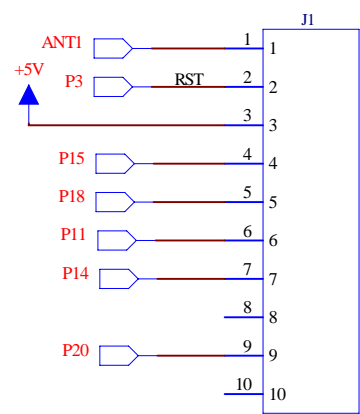 J1
ANT1 1 1
P3 RST 2 2
+5V
3 3
P15 4 4
P18 5 5
P11 6 6
P14 7 7
8 8
P20 9 9
10 10